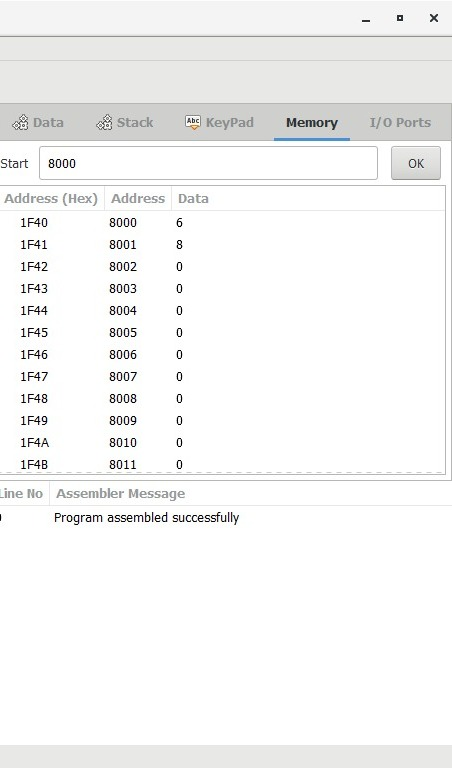 Data Stack Abc KeyPad Memory I/O Ports
Start 8000 OK
Address (Hex) Address Data
1F40 8000 6
1F41 8001 8
1F42 8002 0
1F43 8003 0
1F44 8004 0
1F45 8005 0
1F46 8006 0
1F47 8007 0
1F48 8008 0
1F49 8009 0
1F4A 8010 0
1F4B 8011 0
Line No Assembler Message
0 Program assembled successfully